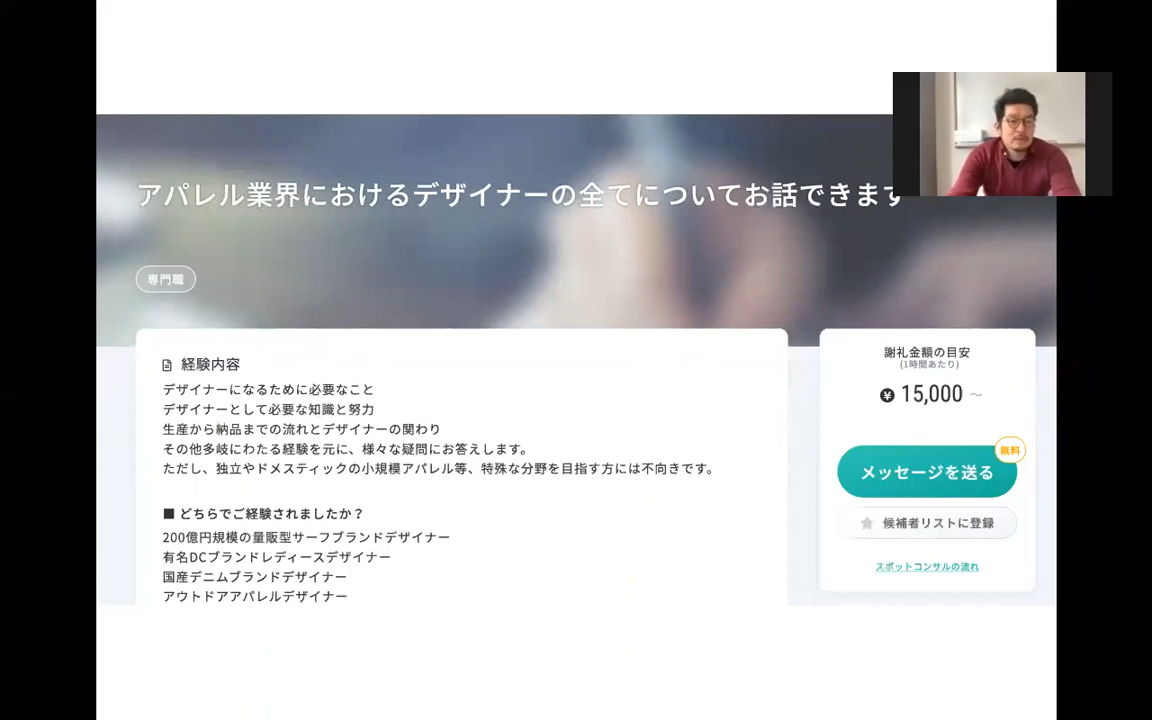 アパレル業界におけるデザイナーの全てについてお話できます
専門職
経験内容
デザイナーになるために必要なこと
デザイナーとして必要な知識と努力
生産から納品までの流れとデザイナーの関わり
その他多岐にわたる経験を元に、様々な疑問にお答えします。
ただし、独立やドメスティックの小規模アパレル等、特殊な分野を目指す方には不向きです。
■ どちらでご経験されましたか？
200億円規模の量販型サーフブランドデザイナー
有名DCブランドレディースデザイナー
国産デニムブランドデザイナー
アウトドアアパレルデザイナー
謝礼金額の目安
(1時間あたり)
¥ 15,000 ～
無料
メッセージを送る
候補者リストに登録
スポットコンサルの流れ